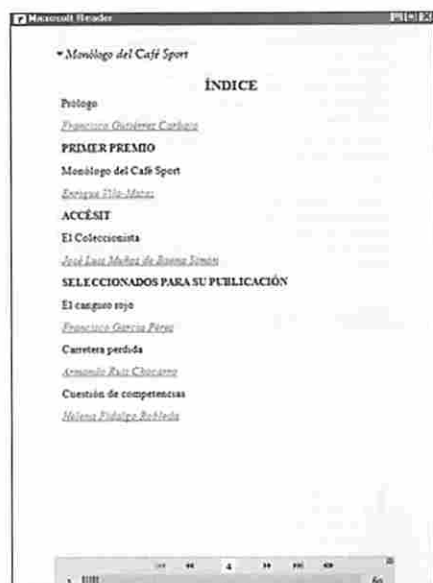 Microsoft Reader
Monólogo del Café Sport
ÍNDICE
Prólogo
Francisco Gutiérrez Carbajo
PRIMER PREMIO
Monólogo del Café Sport
Enrique Vila-Matas
ACCÉSIT
El Coleccionista
José Luis Muñoz de Baena Simón
SELECCIONADOS PARA SU PUBLICACIÓN
El canguro rojo
Francisco García Pérez
Carretera perdida
Armando Ruiz Chocarro
Cuestión de competencias
Helena Fidalgo Robleda
4